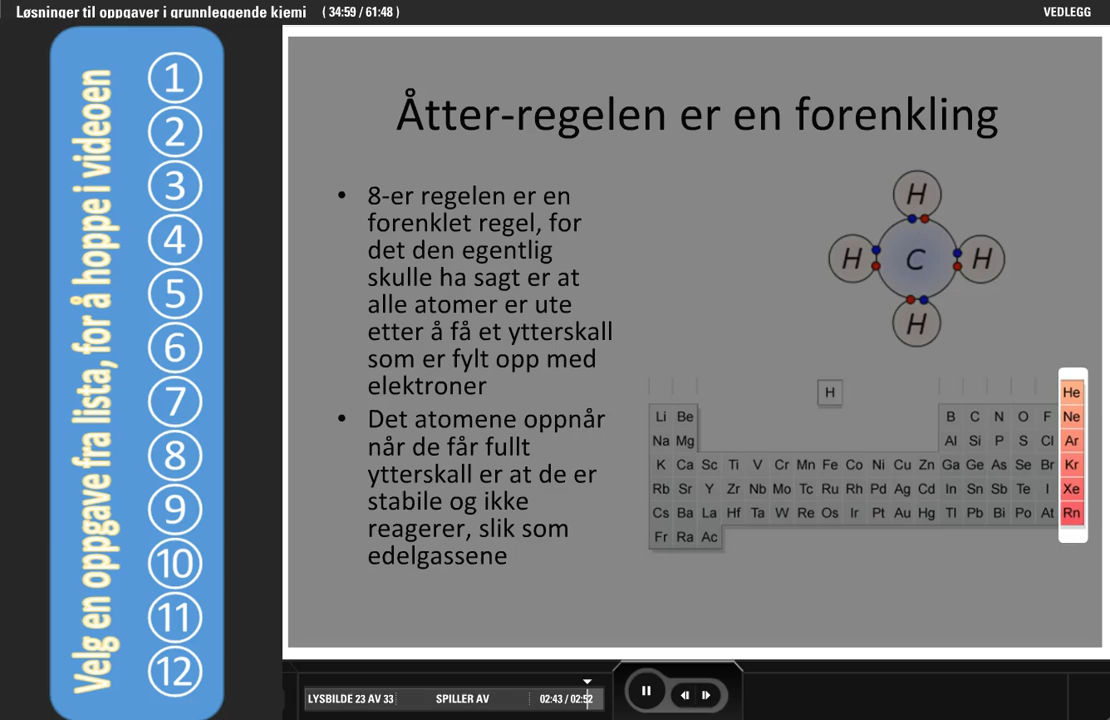 Løsninger til oppgaver i grunnleggende kjemi ( 34:59 / 61:48 )
VEDLEGG
Velg en oppgave fra lista, for å hoppe i videoen
1
2
3
4
5
6
7
8
9
10
11
12
Åtter-regelen er en forenkling
• 8-er regelen er en
forenklet regel, for
det den egentlig
skulle ha sagt er at
alle atomer er ute
etter å få et ytterskall
som er fylt opp med
elektroner
• Det atomene oppnår
når de får fullt
ytterskall er at de er
stabile og ikke
reagerer, slik som
edelgassene
H
H C H
H
H He
Li Be B C N O F Ne
Na Mg Al Si P S Cl Ar
K Ca Sc Ti V Cr Mn Fe Co Ni Cu Zn Ga Ge As Se Br Kr
Rb Sr Y Zr Nb Mo Tc Ru Rh Pd Ag Cd In Sn Sb Te I Xe
Cs Ba La Hf Ta W Re Os Ir Pt Au Hg Tl Pb Bi Po At Rn
Fr Ra Ac
LYSBILDE 23 AV 33 SPILLER AV 02:43 / 02:52